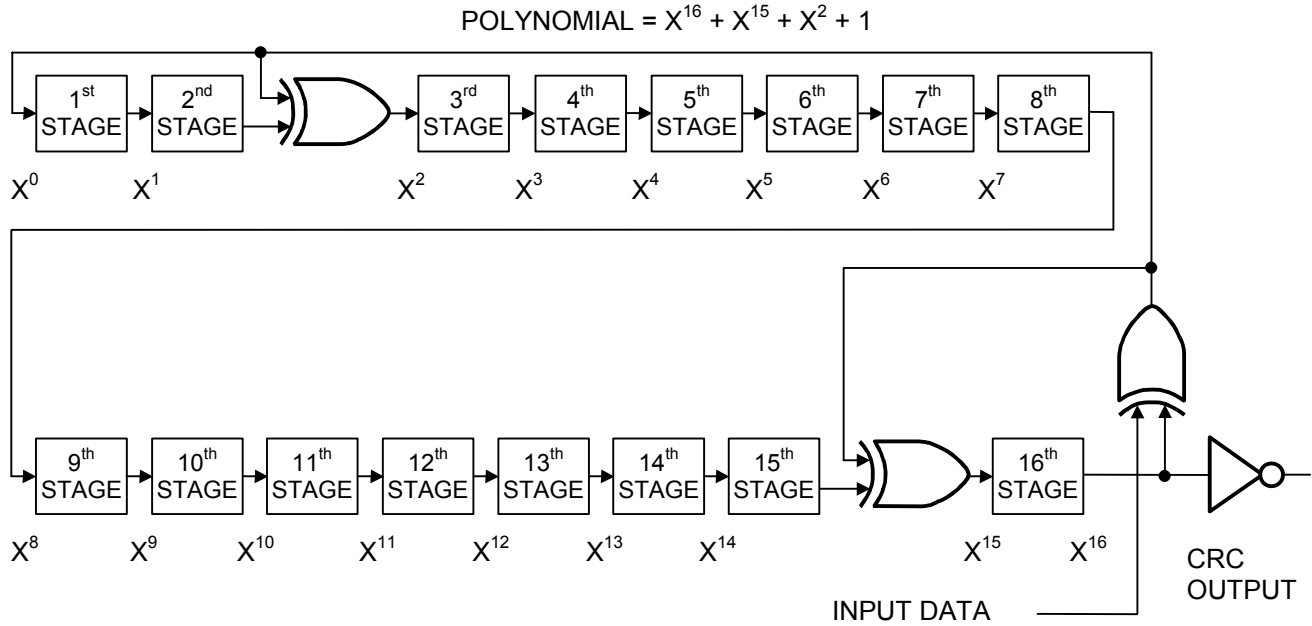 POLYNOMIAL = X¹⁶ + X¹⁵ + X² + 1
1ˢᵗ STAGE
2ⁿᵈ STAGE
3ʳᵈ STAGE
4ᵗʰ STAGE
5ᵗʰ STAGE
6ᵗʰ STAGE
7ᵗʰ STAGE
8ᵗʰ STAGE
X⁰ X¹ X² X³ X⁴ X⁵ X⁶ X⁷
9ᵗʰ STAGE
10ᵗʰ STAGE
11ᵗʰ STAGE
12ᵗʰ STAGE
13ᵗʰ STAGE
14ᵗʰ STAGE
15ᵗʰ STAGE
16ᵗʰ STAGE
X⁸ X⁹ X¹⁰ X¹¹ X¹² X¹³ X¹⁴ X¹⁵ X¹⁶
CRC
OUTPUT
INPUT DATA